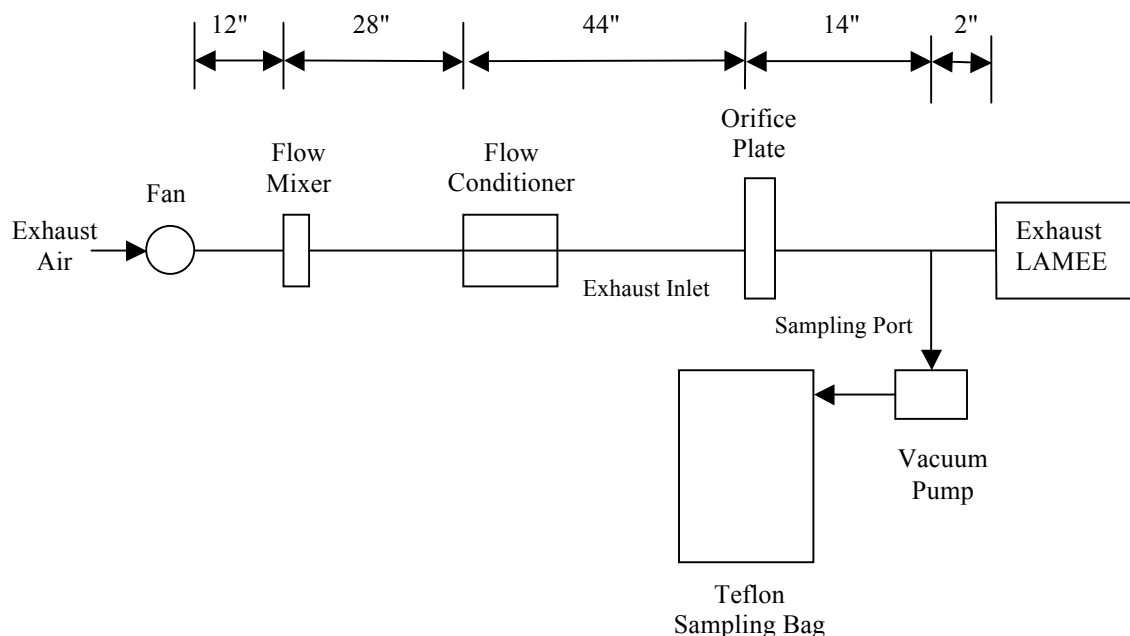 12"
28"
44"
14"
2"
Orifice
Plate
Flow
Mixer
Flow
Conditioner
Fan
Exhaust
Air
Exhaust
LAMEE
Exhaust Inlet
Sampling Port
Vacuum
Pump
Teflon
Sampling Bag